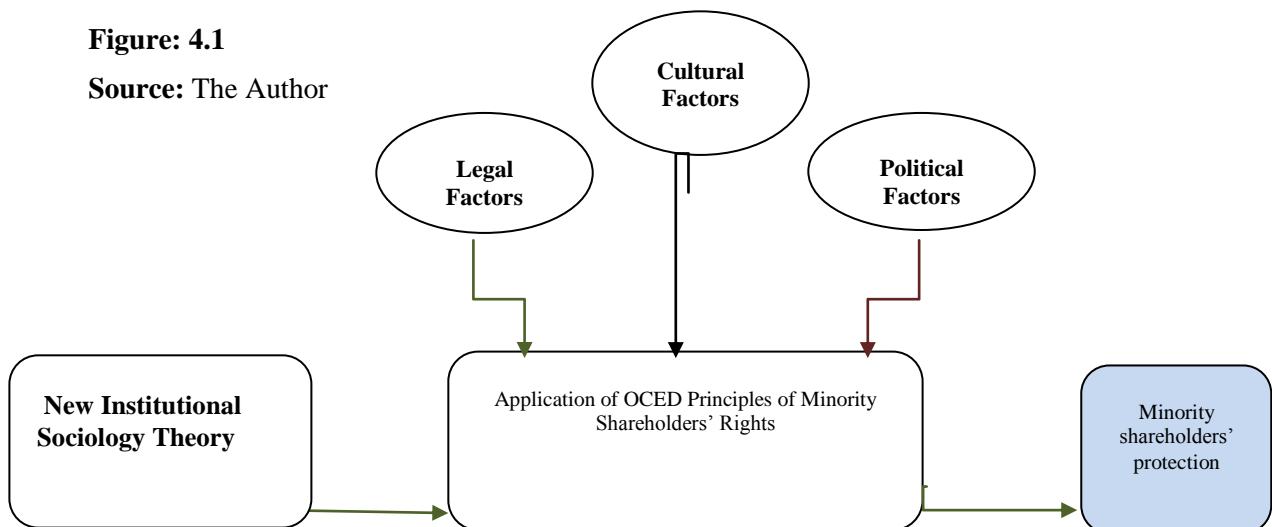 Figure: 4.1
Source: The Author
Cultural
Factors
Legal
Factors
Political
Factors
New Institutional
Sociology Theory
Application of OCED Principles of Minority
Shareholders’ Rights
Minority
shareholders’
protection